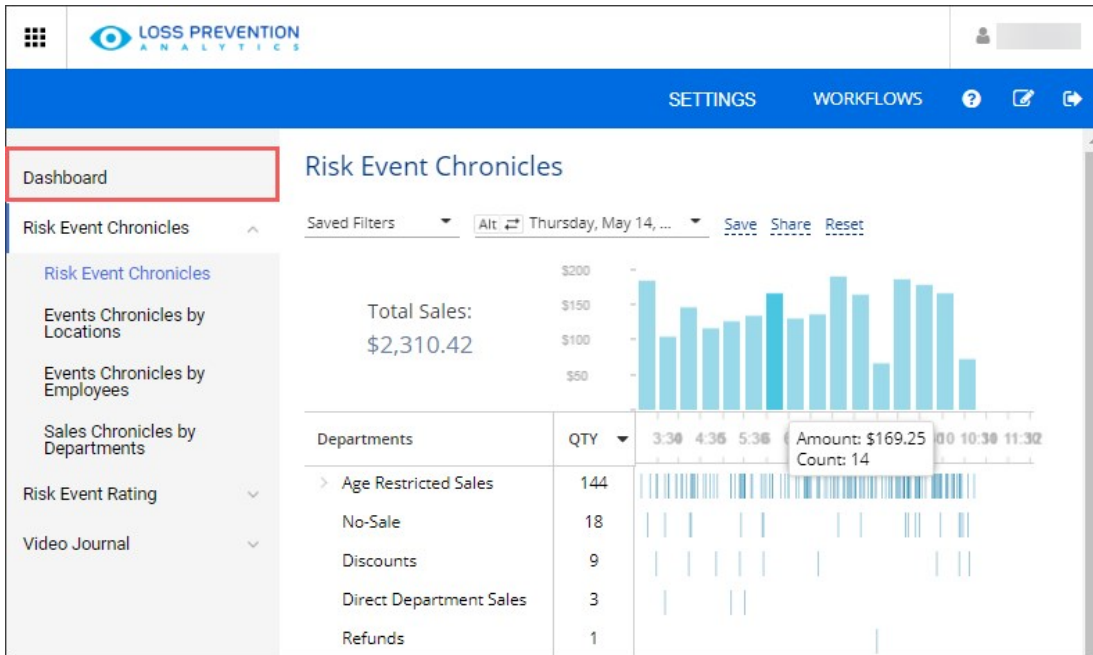 LOSS PREVENTION
ANALYTICS
SETTINGS WORKFLOWS
Dashboard
Risk Event Chronicles
Risk Event Chronicles
Events Chronicles by
Locations
Events Chronicles by
Employees
Sales Chronicles by
Departments
Risk Event Rating
Video Journal
Risk Event Chronicles
Saved Filters Alt Thursday, May 14, ... Save Share Reset
Total Sales:
$2,310.42
$200
$150
$100
$50
Departments QTY 3:30 4:35 5:36 10:30 11:32
Amount: $169.25
Count: 14
Age Restricted Sales 144
No-Sale 18
Discounts 9
Direct Department Sales 3
Refunds 1